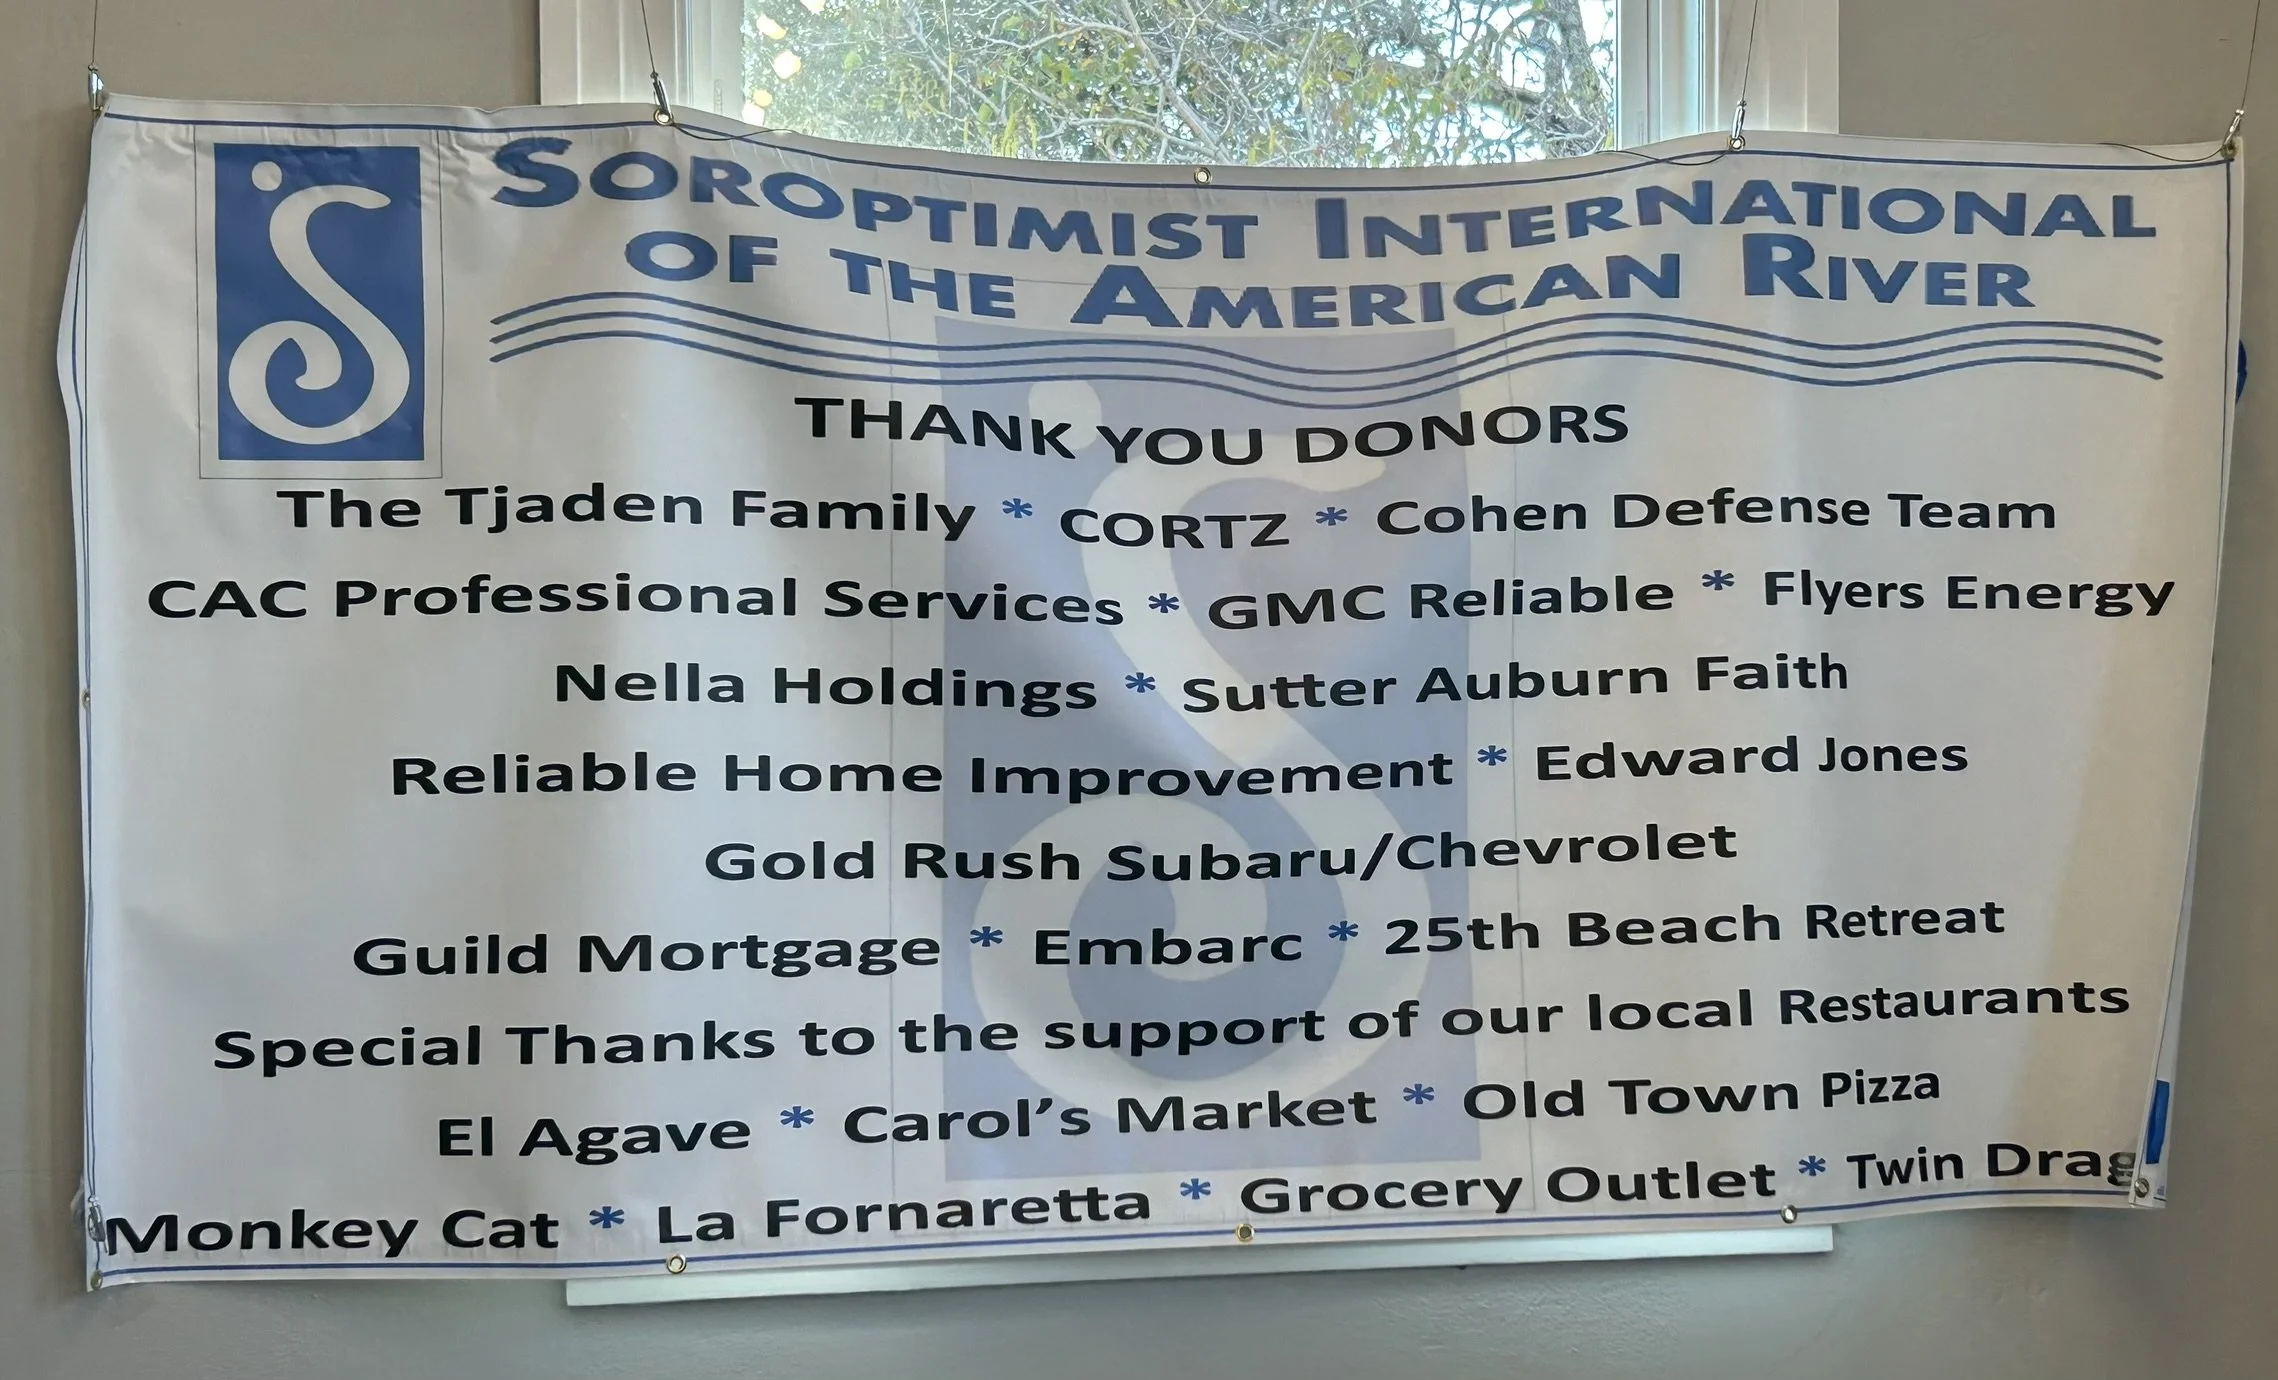 SOROPTIMIST INTERNATIONAL
OF THE AMERICAN RIVER
THANK YOU DONORS
The Tjaden Family * CORTZ * Cohen Defense Team
CAC Professional Services * GMC Reliable * Flyers Energy
Nella Holdings * Sutter Auburn Faith
Reliable Home Improvement * Edward Jones
Gold Rush Subaru/Chevrolet
Guild Mortgage * Embarc * 25th Beach Retreat
Special Thanks to the support of our local Restaurants
El Agave * Carol’s Market * Old Town Pizza
Monkey Cat * La Fornaretta * Grocery Outlet * Twin Drag